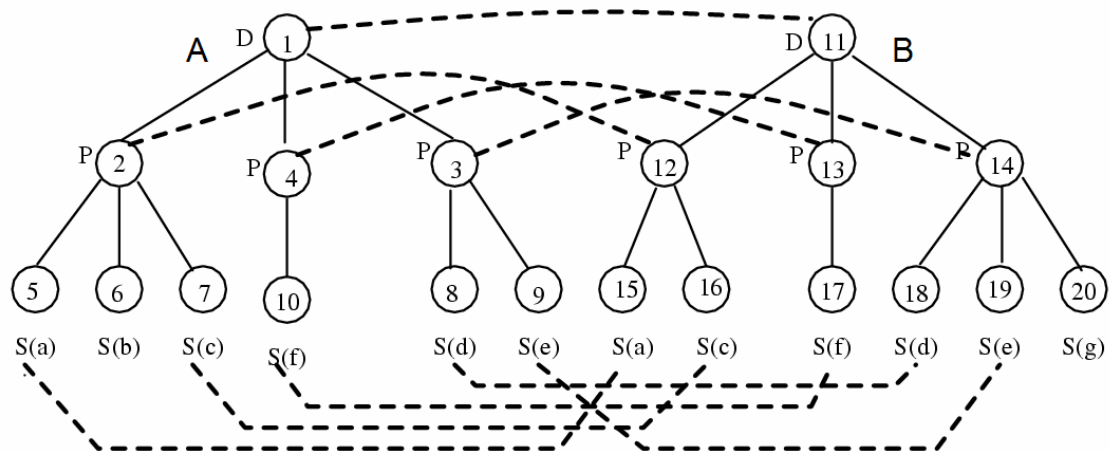 A D 1 D 11 B
P 2 P 4 P 3 P 12 P 13 P 14
5 6 7 10 8 9 15 16 17 18 19 20
S(a) S(b) S(c) S(f) S(d) S(e) S(a) S(c) S(f) S(d) S(e) S(g)